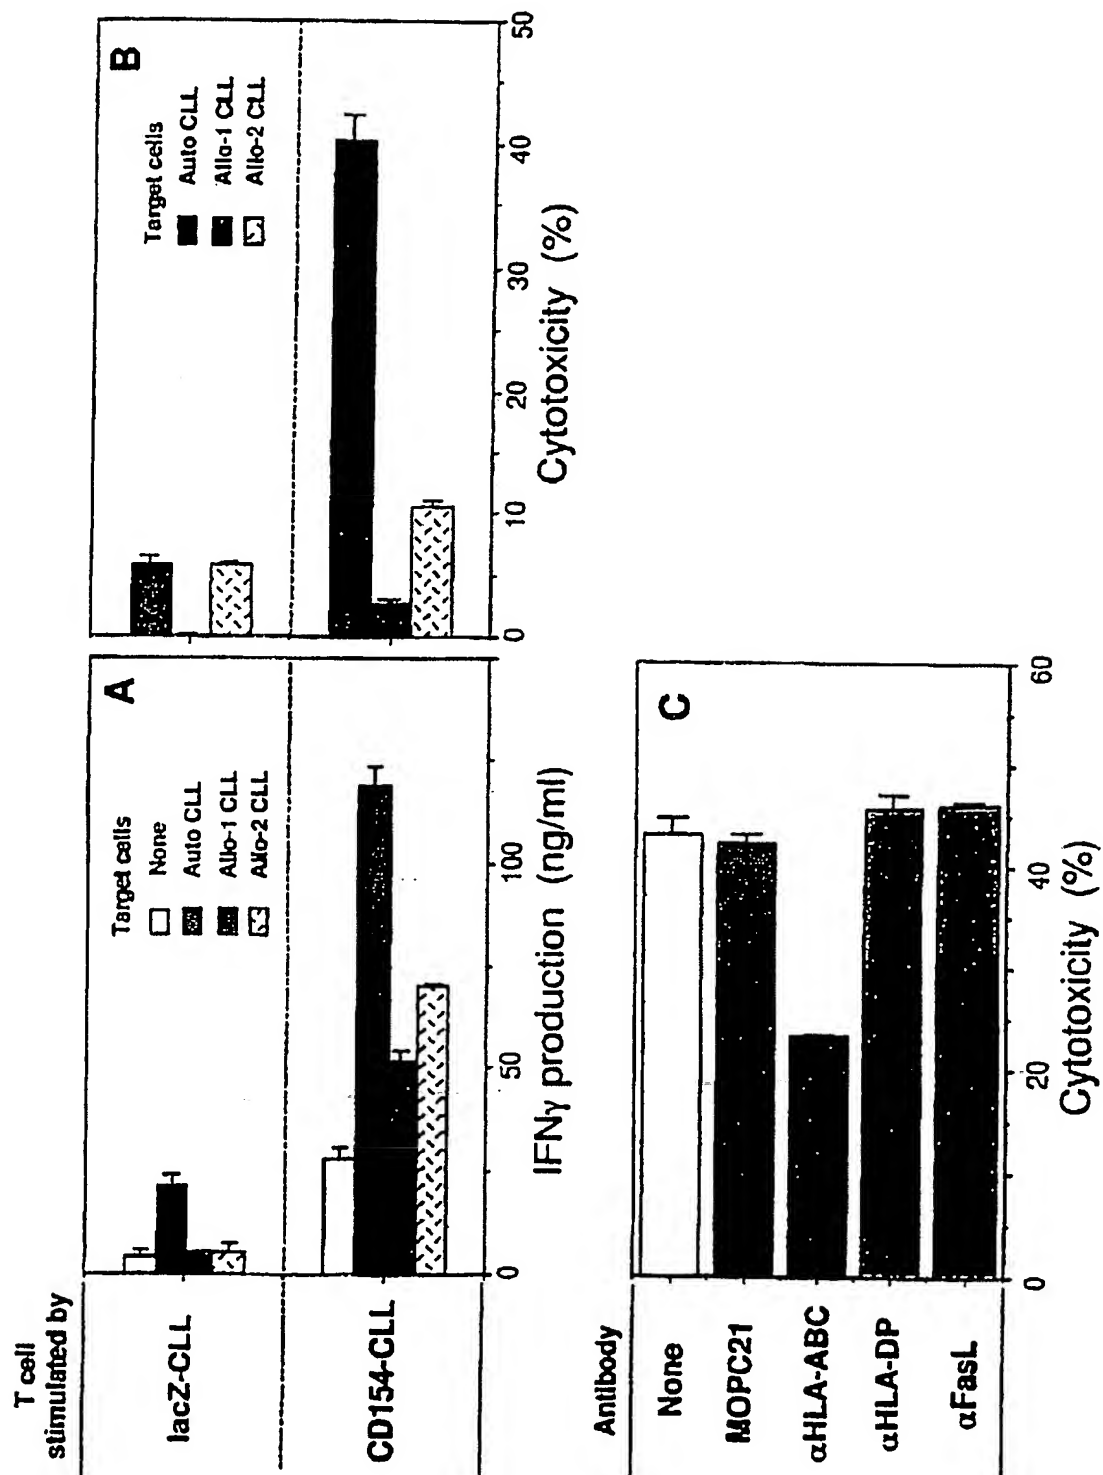 T cell
stimulated by
lacZ-CLL
CD154-CLL
A
Target cells
None
Auto CLL
Allo-1 CLL
Allo-2 CLL
0
50
100
IFNγ production (ng/ml)
B
Target cells
Auto CLL
Allo-1 CLL
Allo-2 CLL
0
10
20
30
40
50
Cytotoxicity (%)
Antibody
None
MOPC21
αHLA-ABC
αHLA-DP
αFasL
C
0
20
40
60
Cytotoxicity (%)